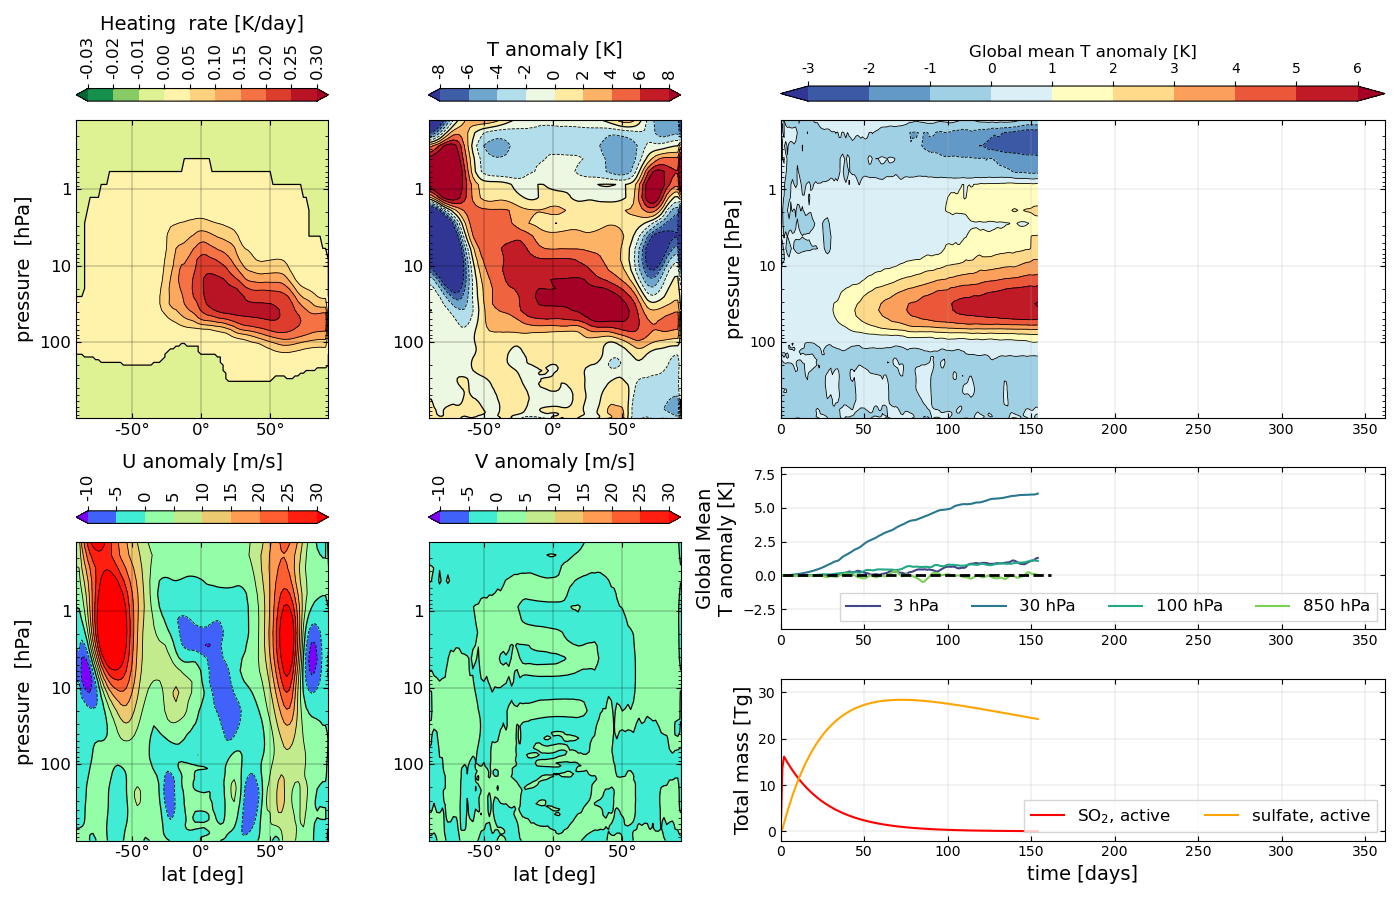 Heating  rate [K/day]
-0.03 -0.02 -0.01 0.00 0.05 0.10 0.15 0.20 0.25 0.30
pressure [hPa]
1
10
100
-50° 0° 50°
T anomaly [K]
-8 -6 -4 -2 0 2 4 6 8
1
10
100
-50° 0° 50°
Global mean T anomaly [K]
-3 -2 -1 0 1 2 3 4 5 6
pressure [hPa]
1
10
100
0 50 100 150 200 250 300 350
U anomaly [m/s]
-10 -5 0 5 10 15 20 25 30
pressure [hPa]
1
10
100
-50° 0° 50°
lat [deg]
V anomaly [m/s]
-10 -5 0 5 10 15 20 25 30
1
10
100
-50° 0° 50°
lat [deg]
Global Mean
T anomaly [K]
7.5
5.0
2.5
0.0
−2.5
3 hPa 30 hPa 100 hPa 850 hPa
0 50 100 150 200 250 300 350
Total mass [Tg]
30
20
10
0
SO₂, active sulfate, active
0 50 100 150 200 250 300 350
time [days]